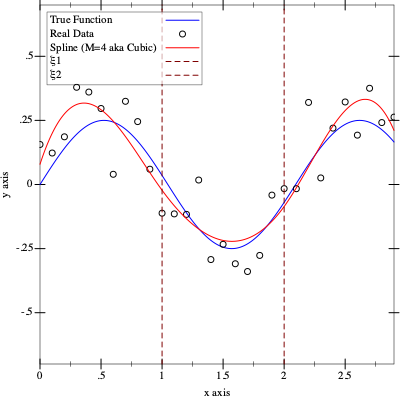 True Function
Real Data
Spline (M=4 aka Cubic)
ξ1
ξ2
.5
.25
0
-.25
-.5
y axis
0 .5 1 1.5 2 2.5
x axis